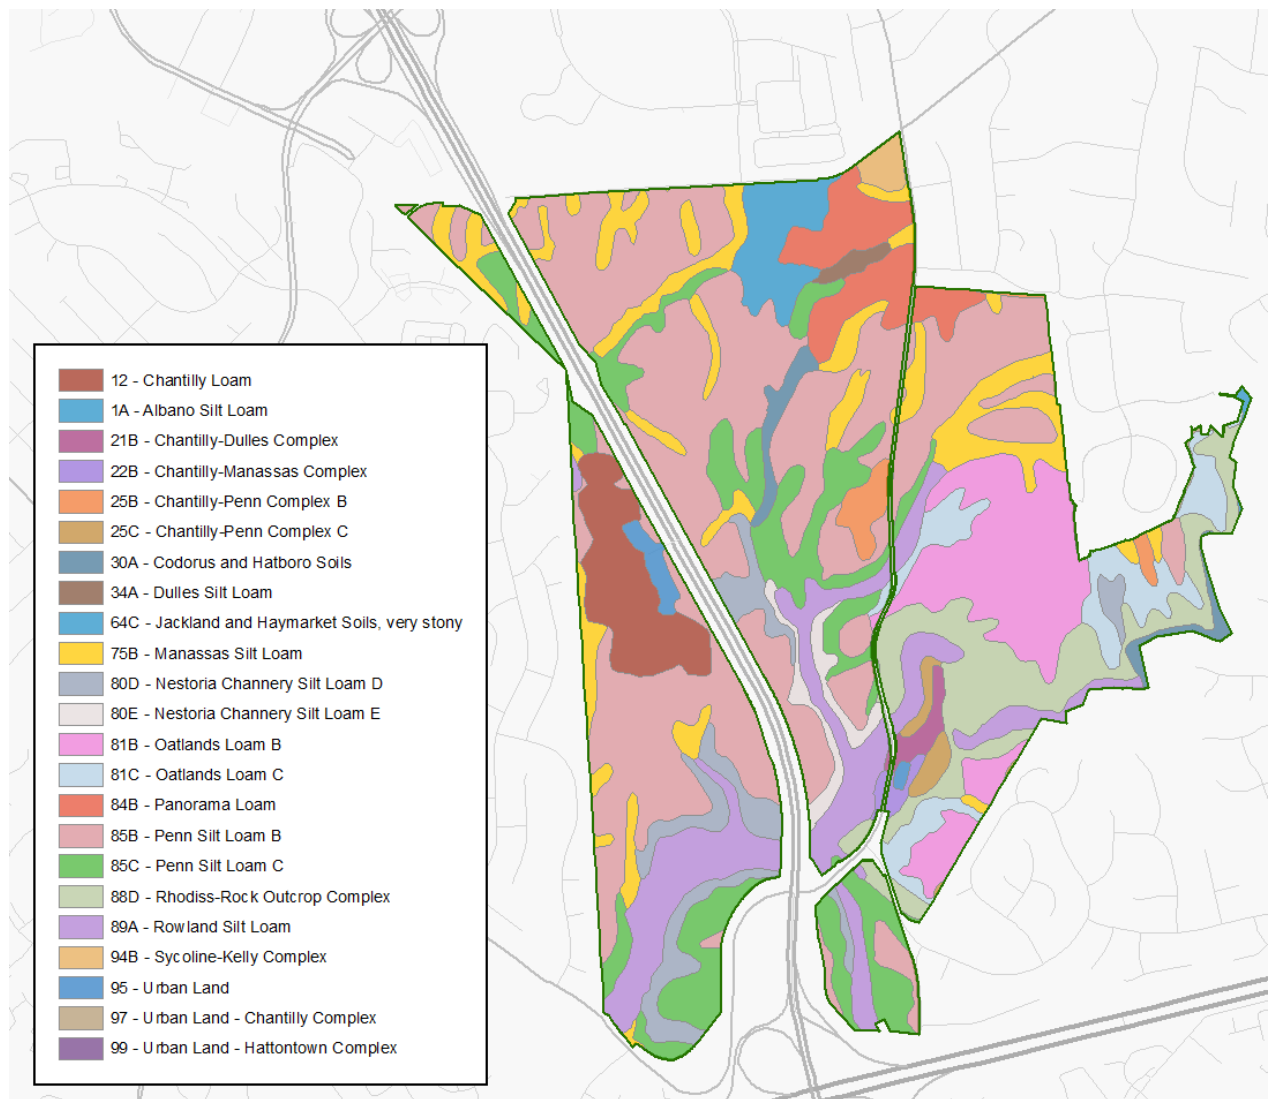 12 - Chantilly Loam
1A - Albano Silt Loam
21B - Chantilly-Dulles Complex
22B - Chantilly-Manassas Complex
25B - Chantilly-Penn Complex B
25C - Chantilly-Penn Complex C
30A - Codorus and Hatboro Soils
34A - Dulles Silt Loam
64C - Jackland and Haymarket Soils, very stony
75B - Manassas Silt Loam
80D - Nestoria Channery Silt Loam D
80E - Nestoria Channery Silt Loam E
81B - Oatlands Loam B
81C - Oatlands Loam C
84B - Panorama Loam
85B - Penn Silt Loam B
85C - Penn Silt Loam C
88D - Rhodiss-Rock Outcrop Complex
89A - Rowland Silt Loam
94B - Sycoline-Kelly Complex
95 - Urban Land
97 - Urban Land - Chantilly Complex
99 - Urban Land - Hattontown Complex